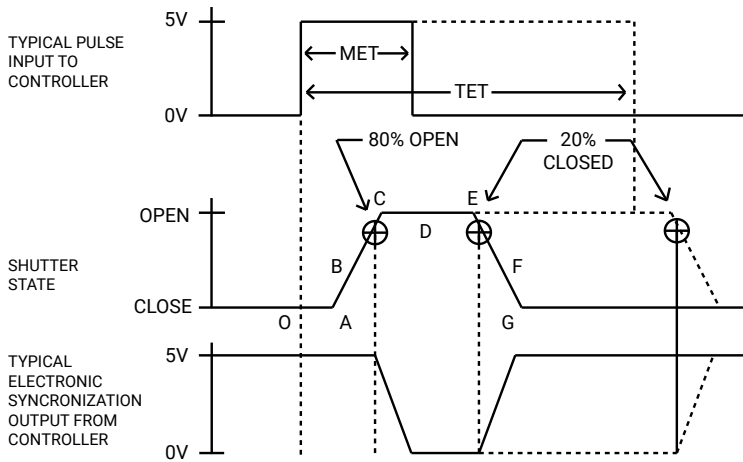 5V
TYPICAL PULSE
INPUT TO
CONTROLLER
MET
TET
0V
80% OPEN
20%
CLOSED
C
E
OPEN
D
B
F
SHUTTER
STATE
CLOSE
O
A
G
TYPICAL
ELECTRONIC
SYNCRONIZATION
OUTPUT FROM
CONTROLLER
5V
0V